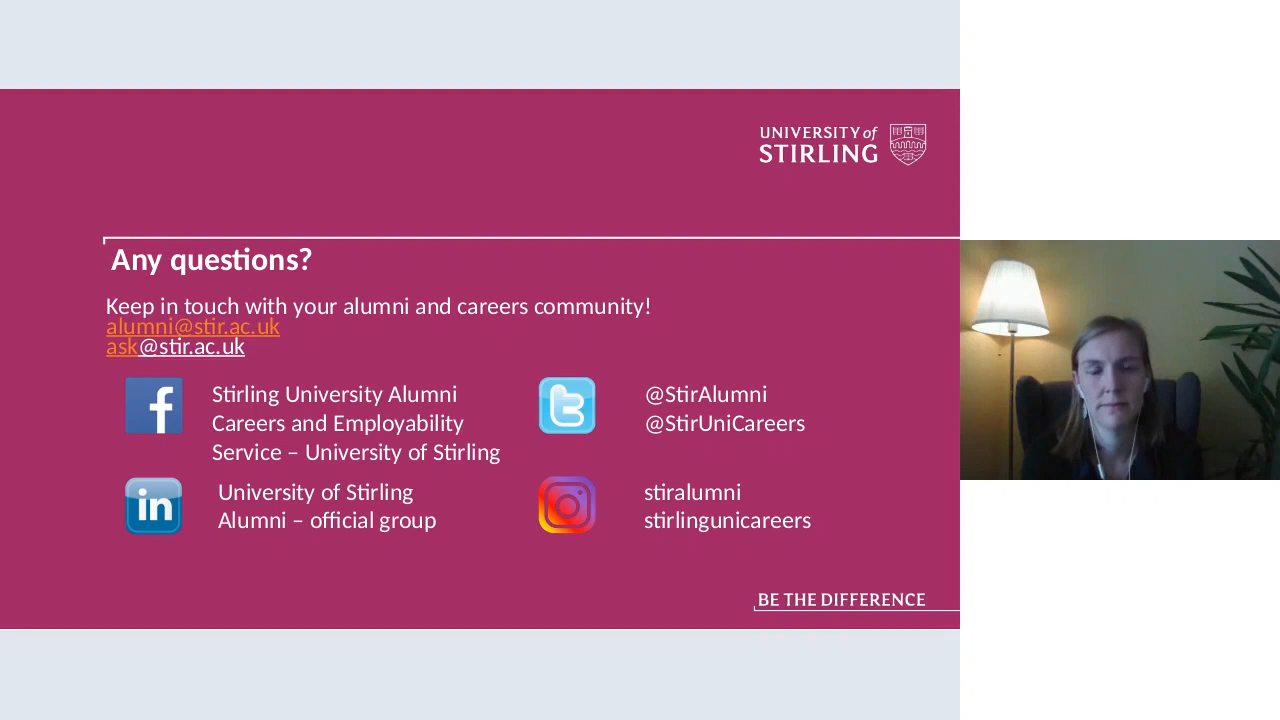 UNIVERSITY of
STIRLING
Any questions?
Keep in touch with your alumni and careers community!
alumni@stir.ac.uk
ask@stir.ac.uk
Stirling University Alumni
Careers and Employability
Service – University of Stirling
@StirAlumni
@StirUniCareers
in
University of Stirling
Alumni – official group
stiralumni
stirlingunicareers
BE THE DIFFERENCE